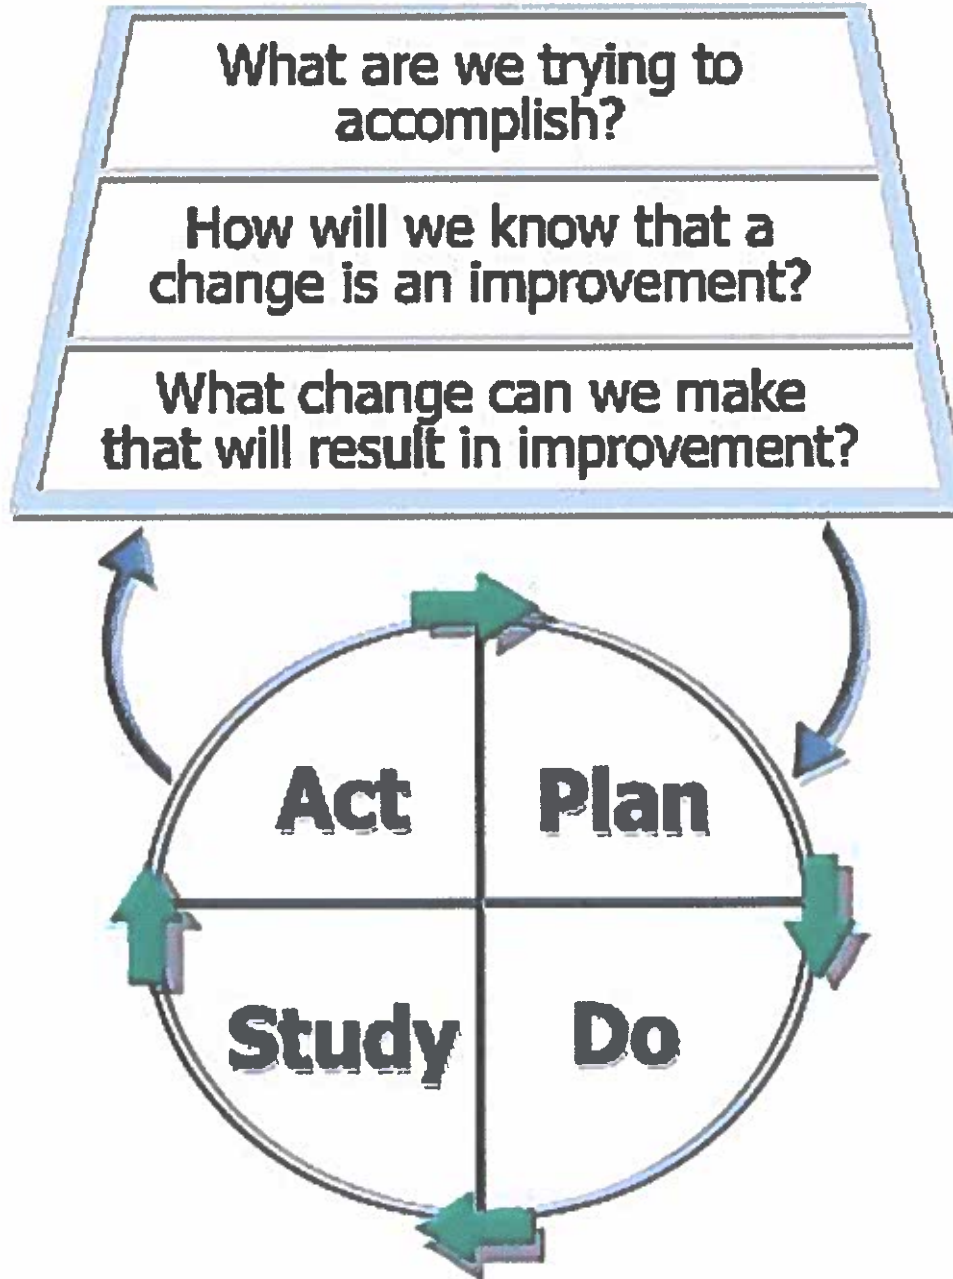 What are we trying to
accomplish?
How will we know that a
change is an improvement?
What change can we make
that will result in improvement?
Act
Plan
Study
Do